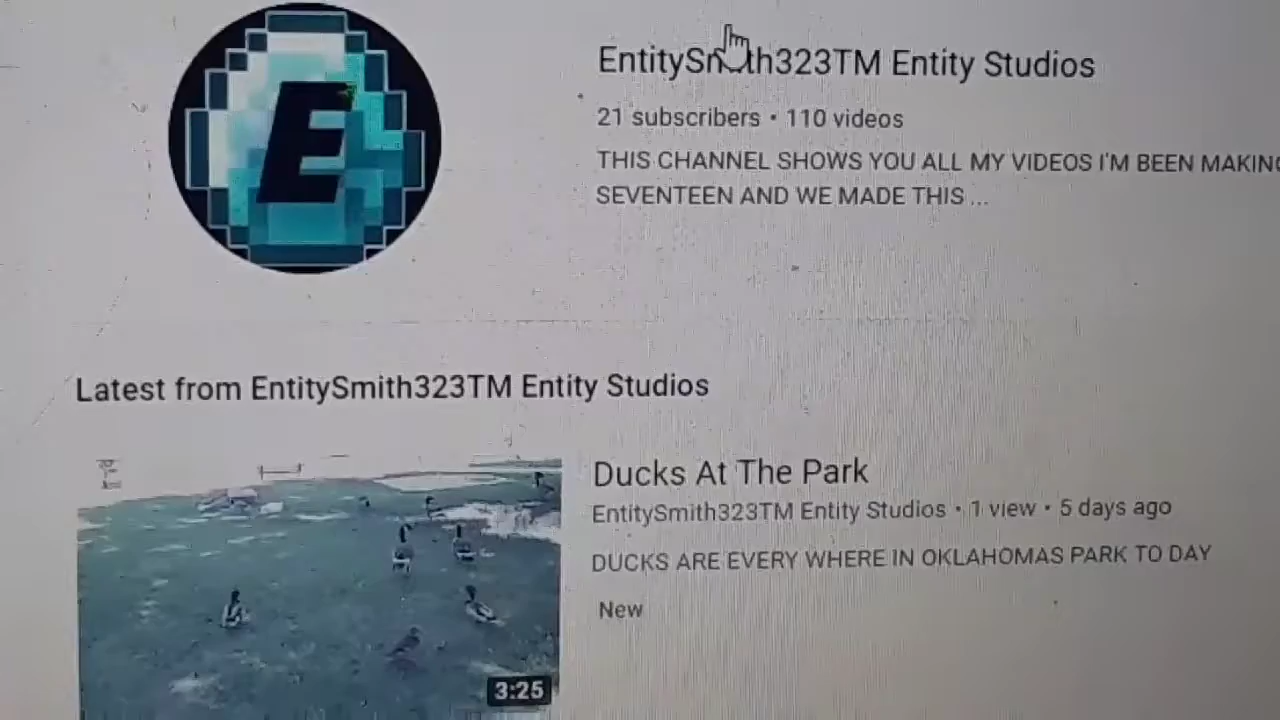 E
EntitySmith323TM Entity Studios
21 subscribers • 110 videos
THIS CHANNEL SHOWS YOU ALL MY VIDEOS I'M BEEN MAKING
SEVENTEEN AND WE MADE THIS ...
Latest from EntitySmith323TM Entity Studios
Ducks At The Park
EntitySmith323TM Entity Studios • 1 view • 5 days ago
DUCKS ARE EVERY WHERE IN OKLAHOMAS PARK TO DAY
New
3:25